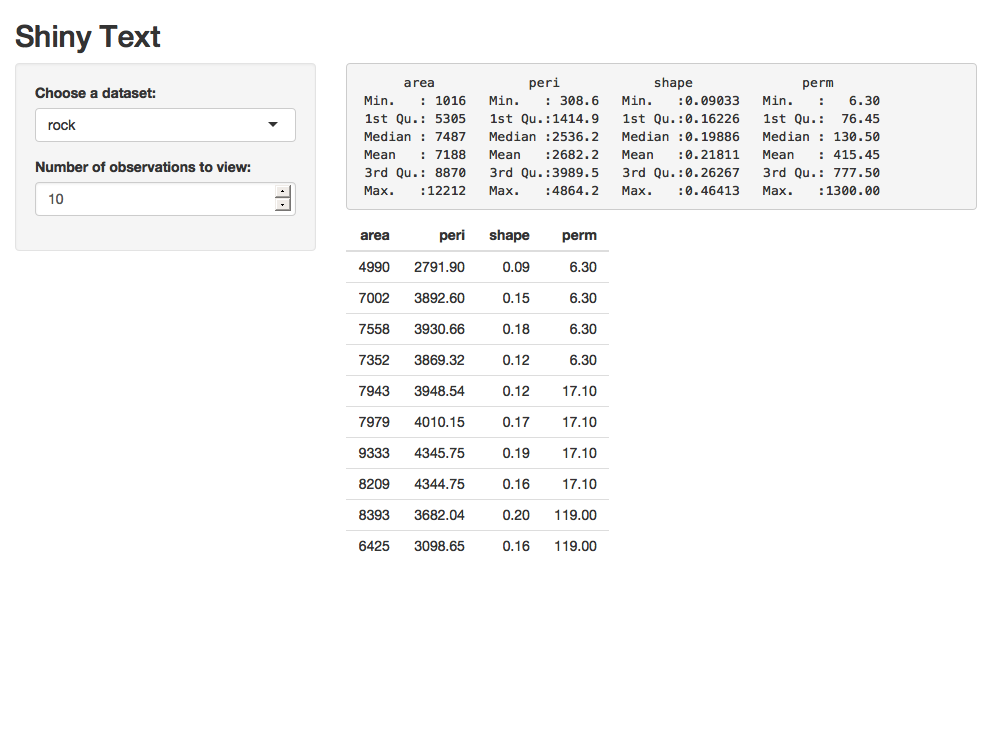 Shiny Text
Choose a dataset:
rock
Number of observations to view:
10
area peri shape perm
Min. : 1016 Min. : 308.6 Min. :0.09033 Min. : 6.30
1st Qu.: 5305 1st Qu.:1414.9 1st Qu.:0.16226 1st Qu.: 76.45
Median : 7487 Median :2536.2 Median :0.19886 Median : 130.50
Mean : 7188 Mean :2682.2 Mean :0.21811 Mean : 415.45
3rd Qu.: 8870 3rd Qu.:3989.5 3rd Qu.:0.26267 3rd Qu.: 777.50
Max. :12212 Max. :4864.2 Max. :0.46413 Max. :1300.00
area peri shape perm
4990 2791.90 0.09 6.30
7002 3892.60 0.15 6.30
7558 3930.66 0.18 6.30
7352 3869.32 0.12 6.30
7943 3948.54 0.12 17.10
7979 4010.15 0.17 17.10
9333 4345.75 0.19 17.10
8209 4344.75 0.16 17.10
8393 3682.04 0.20 119.00
6425 3098.65 0.16 119.00